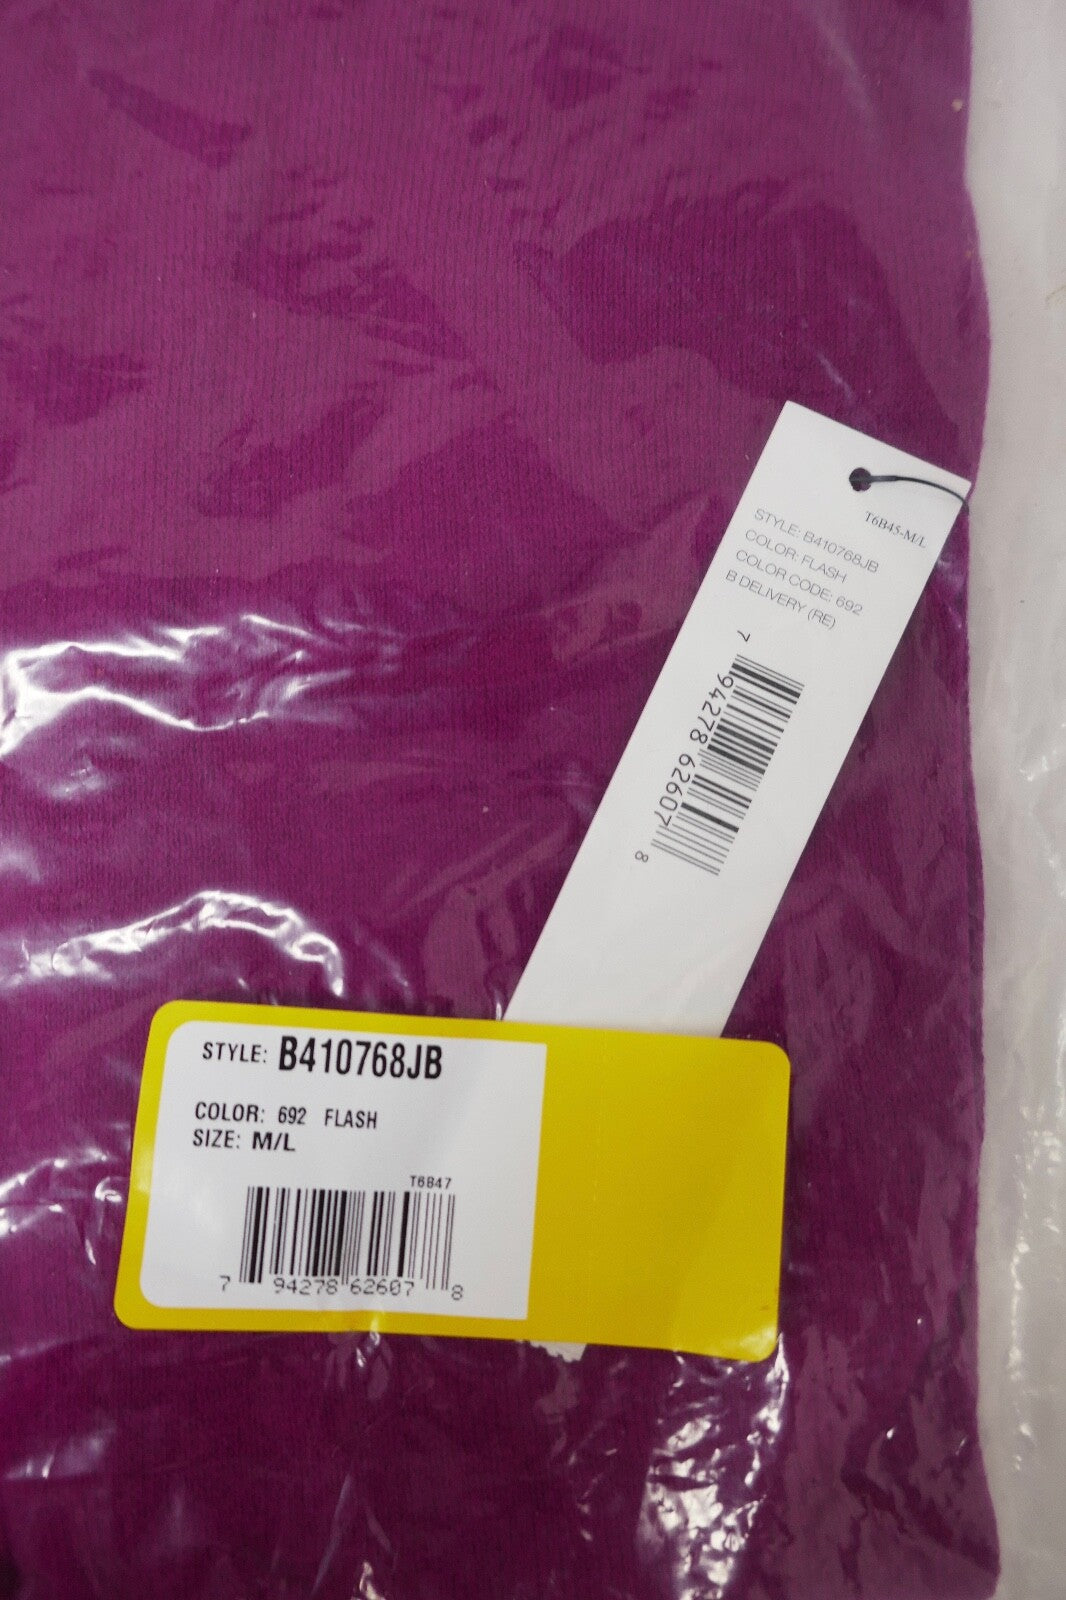 T6B45-M/L
STYLE: B410768JB
COLOR: FLASH
COLOR CODE: 692
B DELIVERY (RE)
7 94278 62607 8
STYLE: B410768JB
COLOR: 692 FLASH
SIZE: M/L
T6B47
7 94278 62607 8